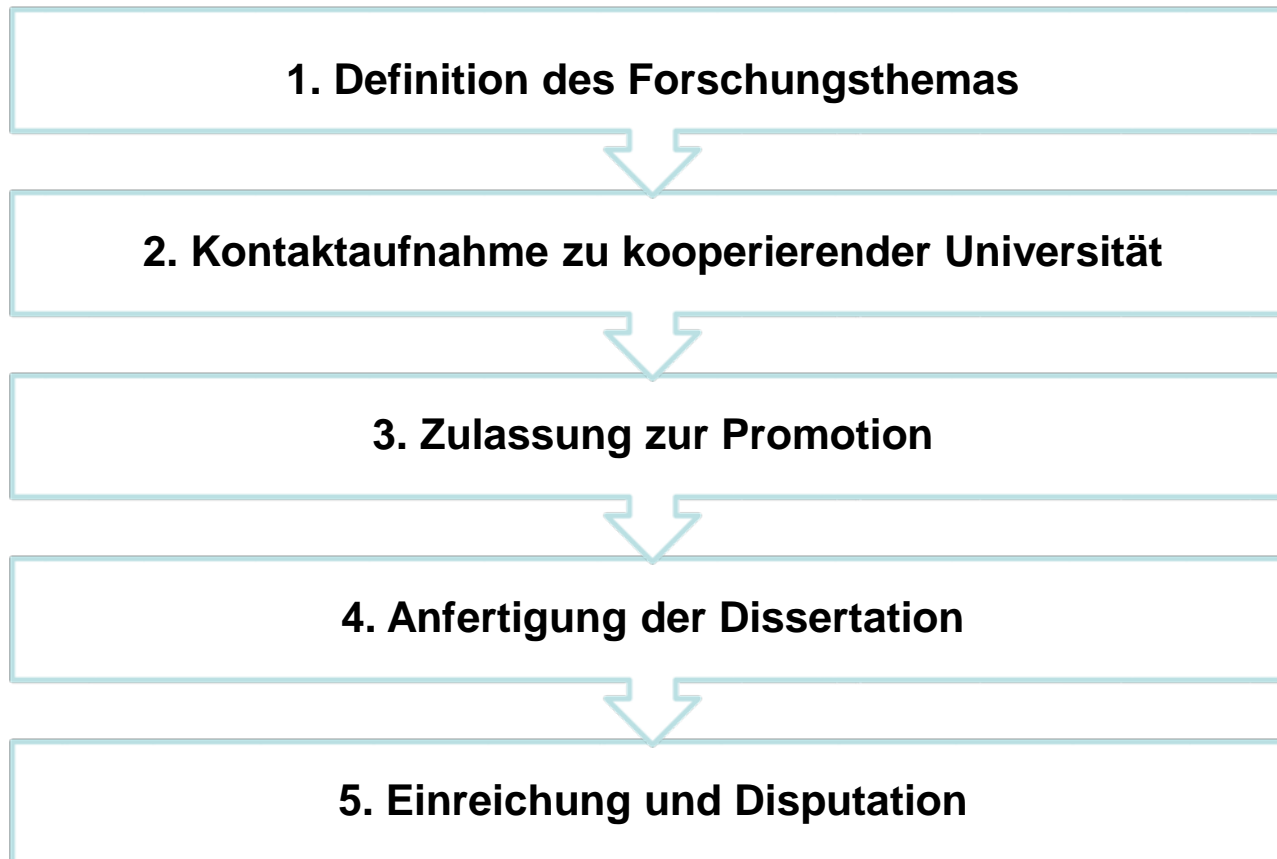 1. Definition des Forschungsthemas
2. Kontaktaufnahme zu kooperierender Universität
3. Zulassung zur Promotion
4. Anfertigung der Dissertation
5. Einreichung und Disputation